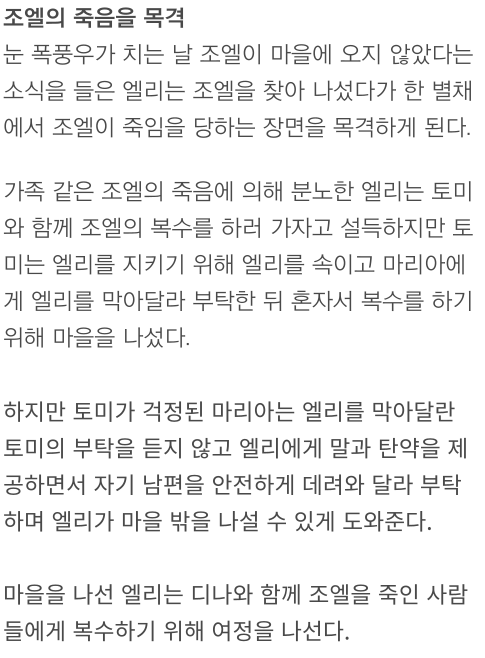 조엘의 죽음을 목격
눈 폭풍우가 치는 날 조엘이 마을에 오지 않았다는
소식을 들은 엘리는 조엘을 찾아 나섰다가 한 별채
에서 조엘이 죽임을 당하는 장면을 목격하게 된다.
가족 같은 조엘의 죽음에 의해 분노한 엘리는 토미
와 함께 조엘의 복수를 하러 가자고 설득하지만 토
미는 엘리를 지키기 위해 엘리를 속이고 마리아에
게 엘리를 막아달라 부탁한 뒤 혼자서 복수를 하기
위해 마을을 나섰다.
하지만 토미가 걱정된 마리아는 엘리를 막아달란
토미의 부탁을 듣지 않고 엘리에게 말과 탄약을 제
공하면서 자기 남편을 안전하게 데려와 달라 부탁
하며 엘리가 마을 밖을 나설 수 있게 도와준다.
마을을 나선 엘리는 디나와 함께 조엘을 죽인 사람
들에게 복수하기 위해 여정을 나선다.